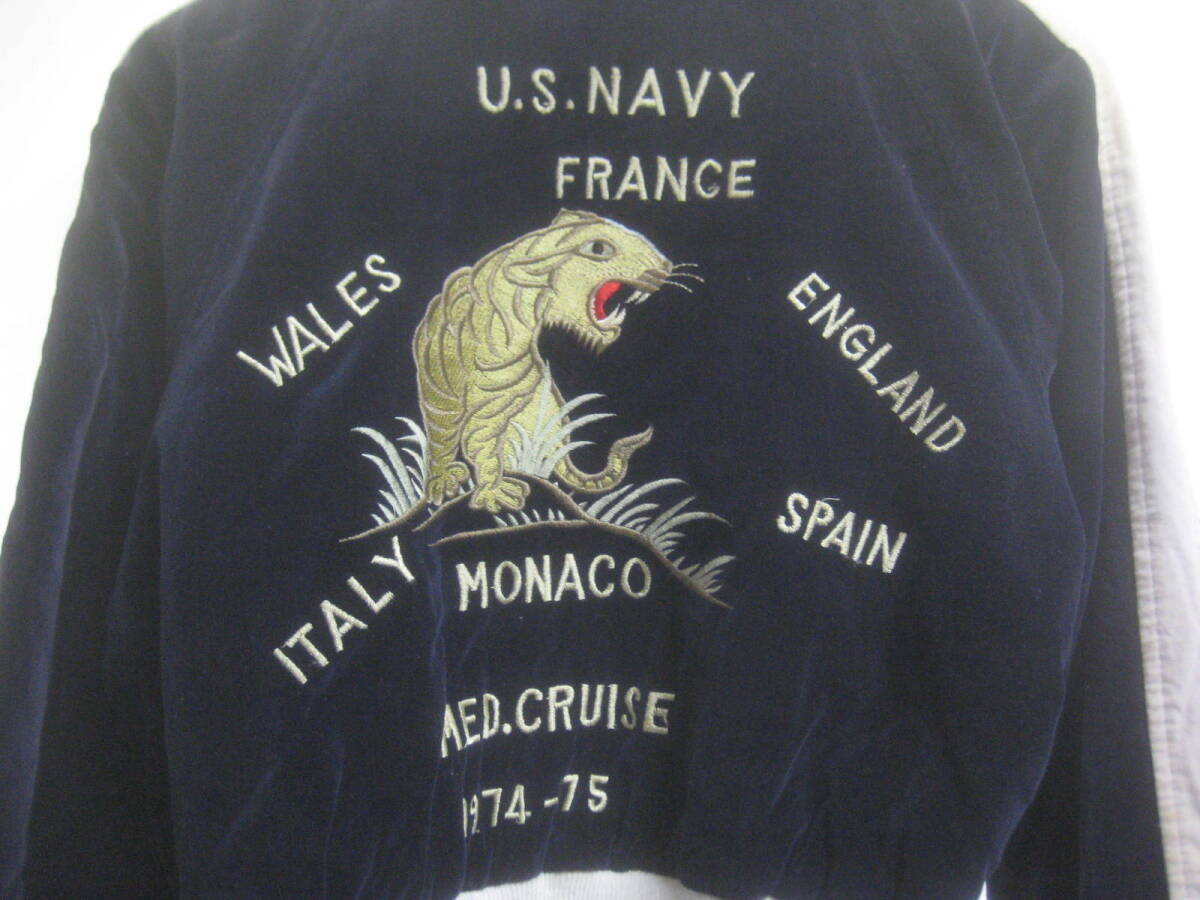 U.S. NAVY
FRANCE
WALES
ENGLAND
SPAIN
ITALY
MONACO
MED. CRUISE
1974-75